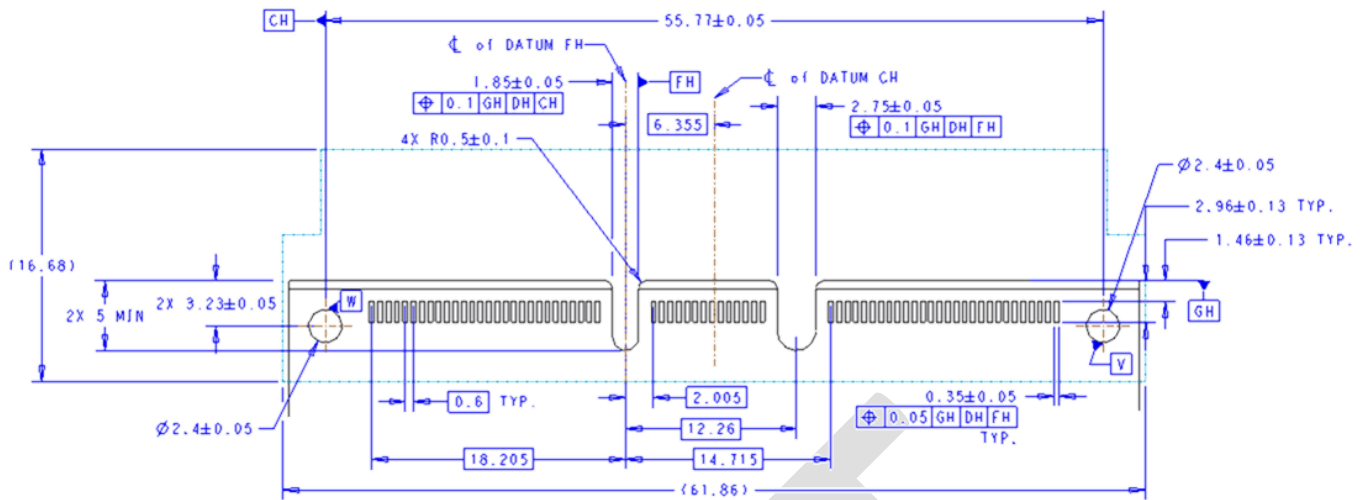 CH
55.77±0.05
℄ of DATUM FH
1.85±0.05
FH
℄ of DATUM CH
⌖ 0.1 GH DH CH
2.75±0.05
6.355
⌖ 0.1 GH DH FH
4X R0.5±0.1
Ø2.4±0.05
2.96±0.13 TYP.
1.46±0.13 TYP.
(16.68)
2X 3.23±0.05
W
2X 5 MIN
GH
V
0.6 TYP.
2.005
0.35±0.05
⌖ 0.05 GH DH FH
TYP.
Ø2.4±0.05
12.26
18.205
14.715
(61.86)